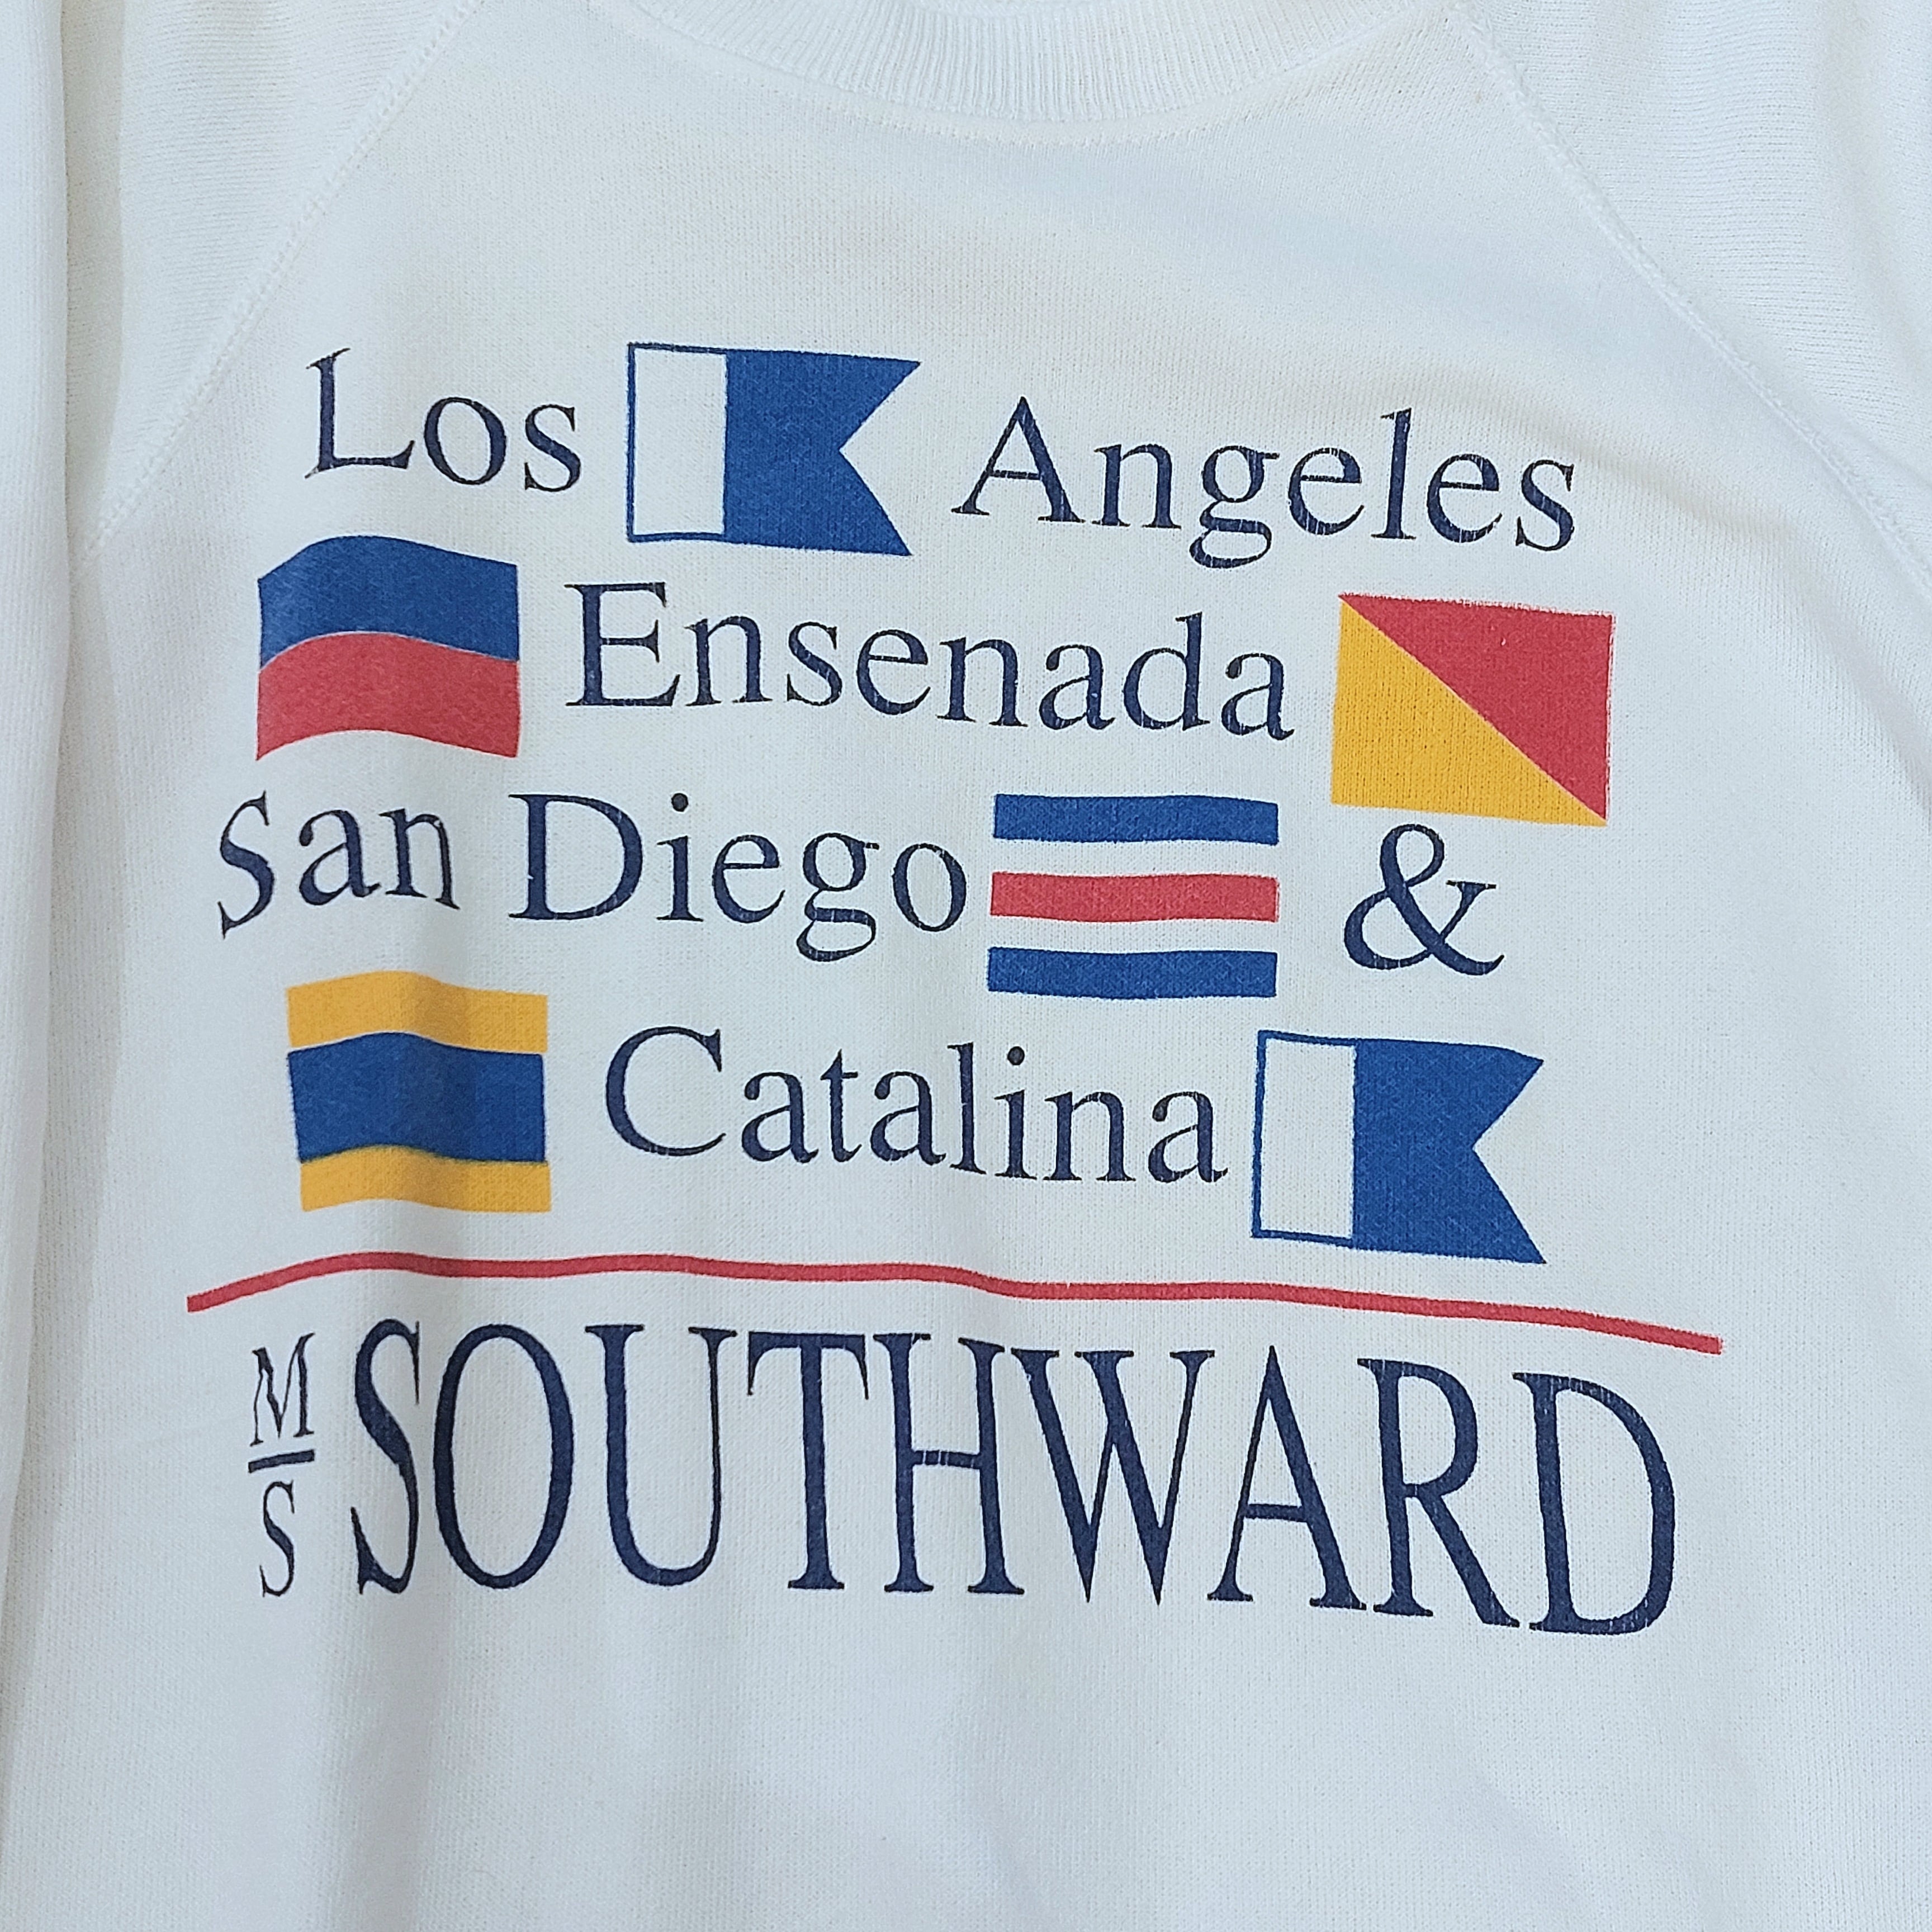 Los Angeles
Ensenada
San Diego &
Catalina
M/S SOUTHWARD